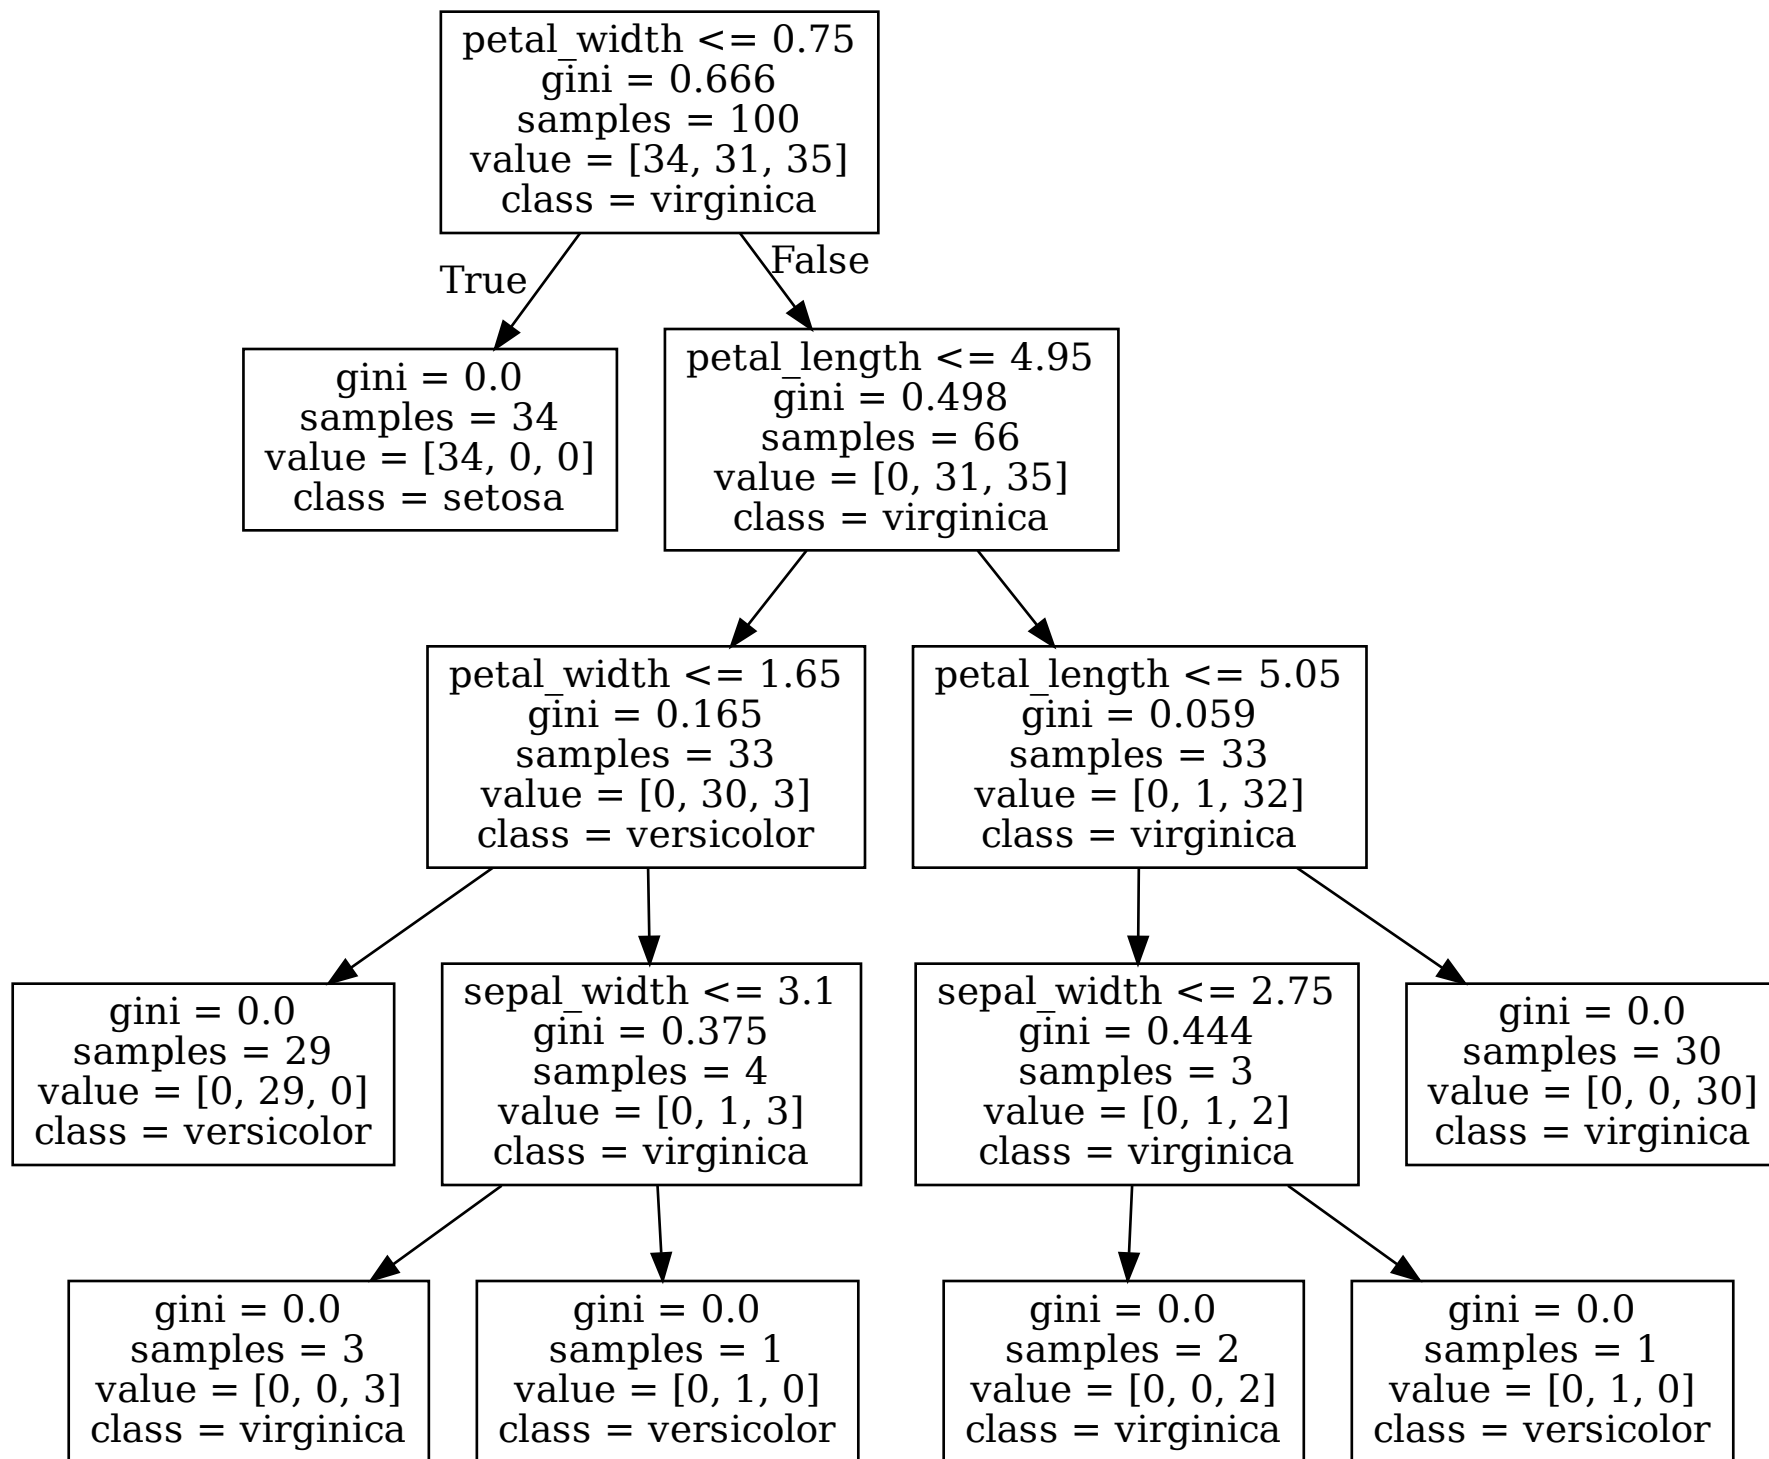 petal_width <= 0.75
gini = 0.666
samples = 100
value = [34, 31, 35]
class = virginica
True
False
gini = 0.0
samples = 34
value = [34, 0, 0]
class = setosa
petal_length <= 4.95
gini = 0.498
samples = 66
value = [0, 31, 35]
class = virginica
petal_width <= 1.65
gini = 0.165
samples = 33
value = [0, 30, 3]
class = versicolor
petal_length <= 5.05
gini = 0.059
samples = 33
value = [0, 1, 32]
class = virginica
gini = 0.0
samples = 29
value = [0, 29, 0]
class = versicolor
sepal_width <= 3.1
gini = 0.375
samples = 4
value = [0, 1, 3]
class = virginica
sepal_width <= 2.75
gini = 0.444
samples = 3
value = [0, 1, 2]
class = virginica
gini = 0.0
samples = 30
value = [0, 0, 30]
class = virginica
gini = 0.0
samples = 3
value = [0, 0, 3]
class = virginica
gini = 0.0
samples = 1
value = [0, 1, 0]
class = versicolor
gini = 0.0
samples = 2
value = [0, 0, 2]
class = virginica
gini = 0.0
samples = 1
value = [0, 1, 0]
class = versicolor